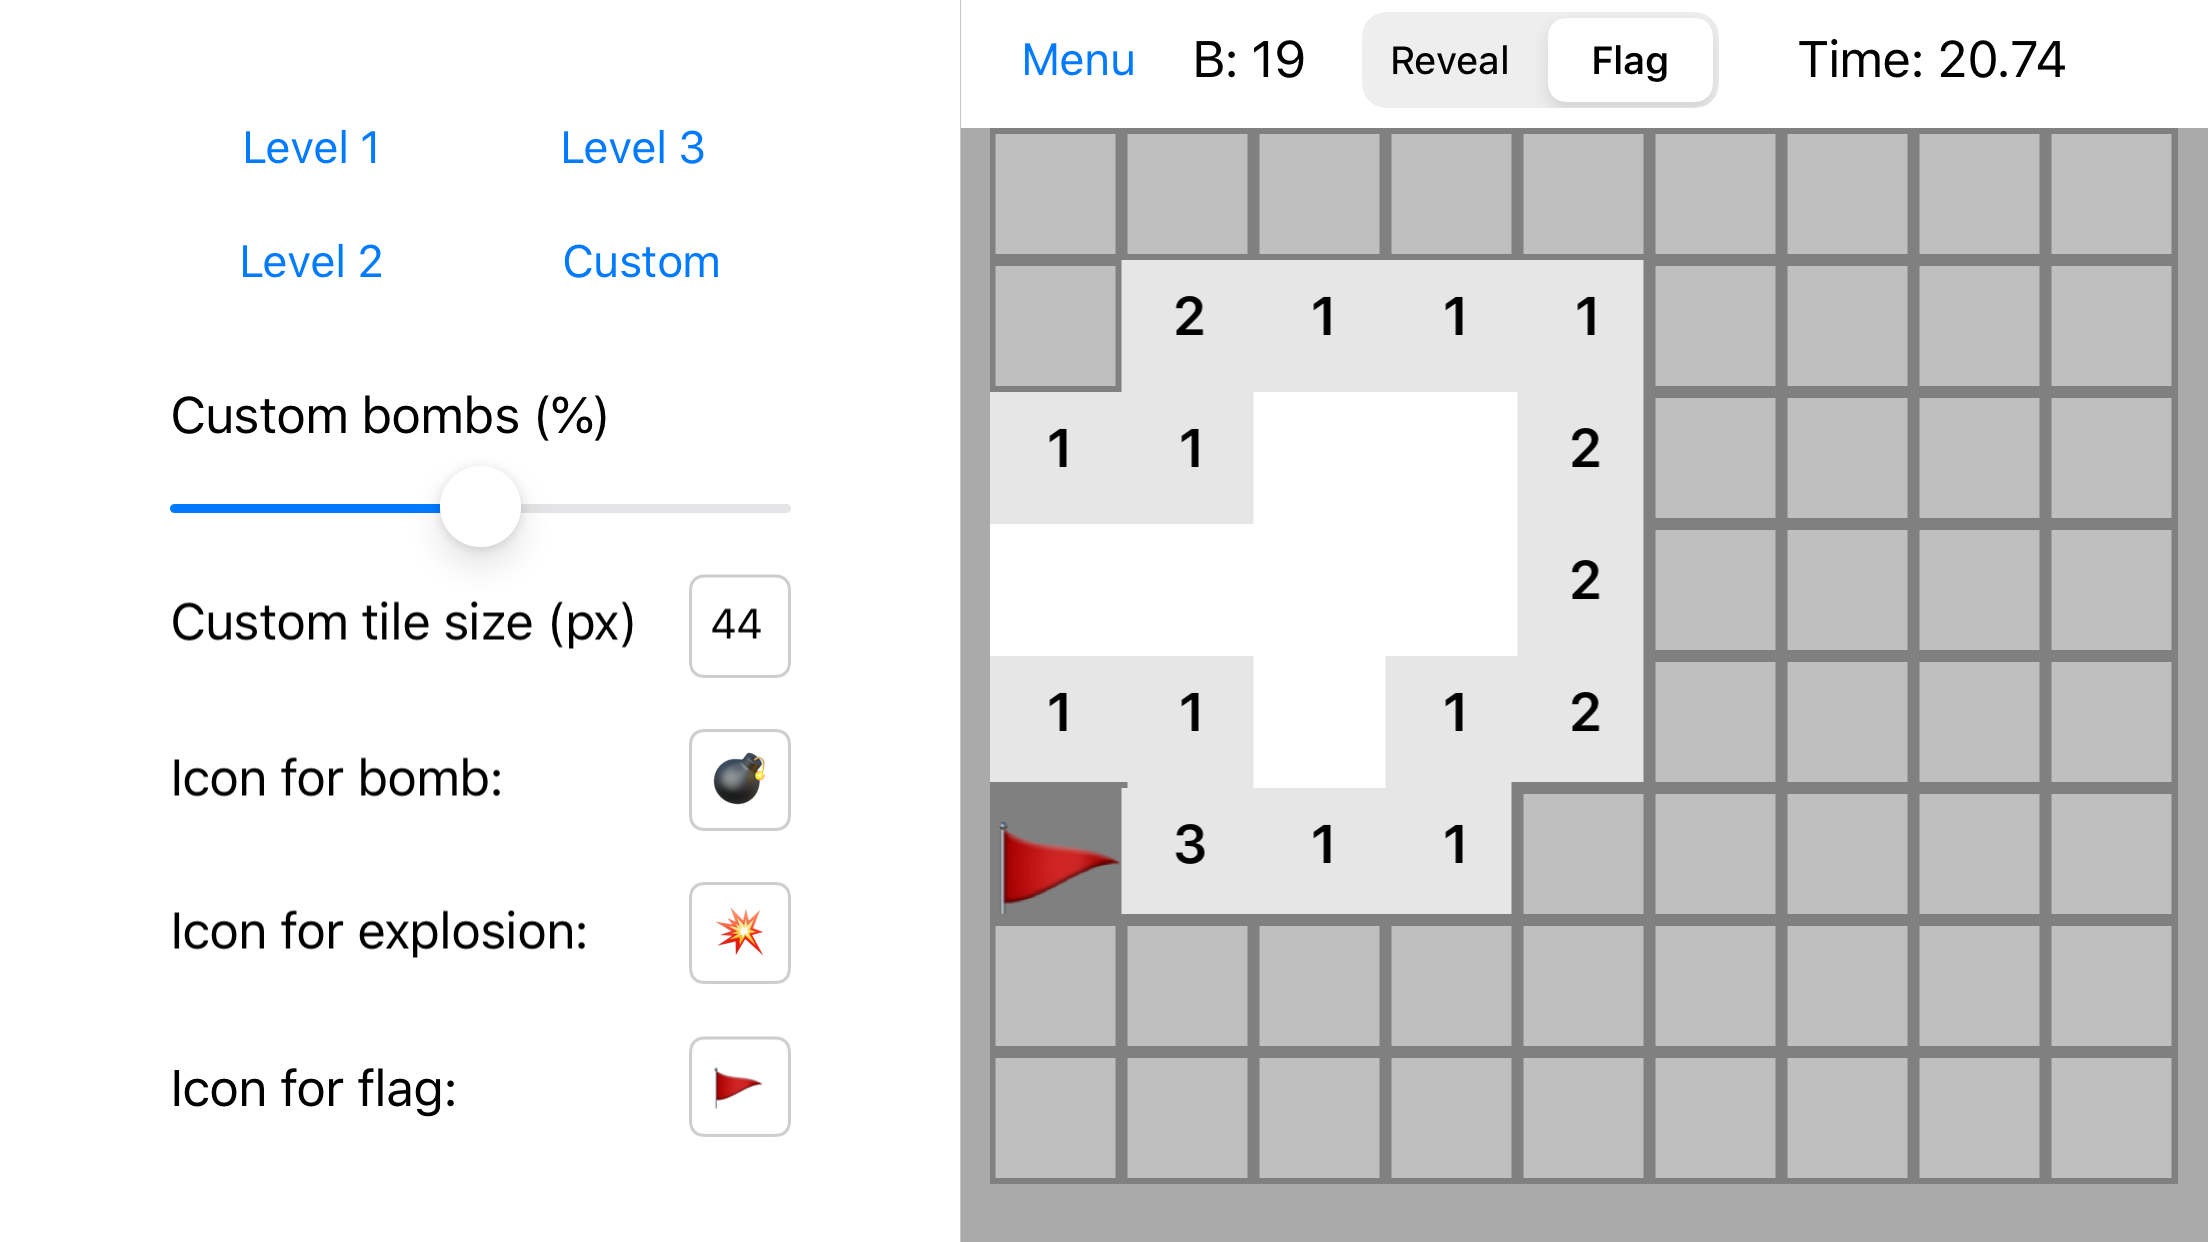 Level 1 Level 3
Level 2 Custom
Custom bombs (%)
Custom tile size (px) 44
Icon for bomb:
Icon for explosion:
Icon for flag:
Menu B: 19 Reveal Flag Time: 20.74
2 1 1 1
1 1 2
2
1 1 1 2
3 1 1